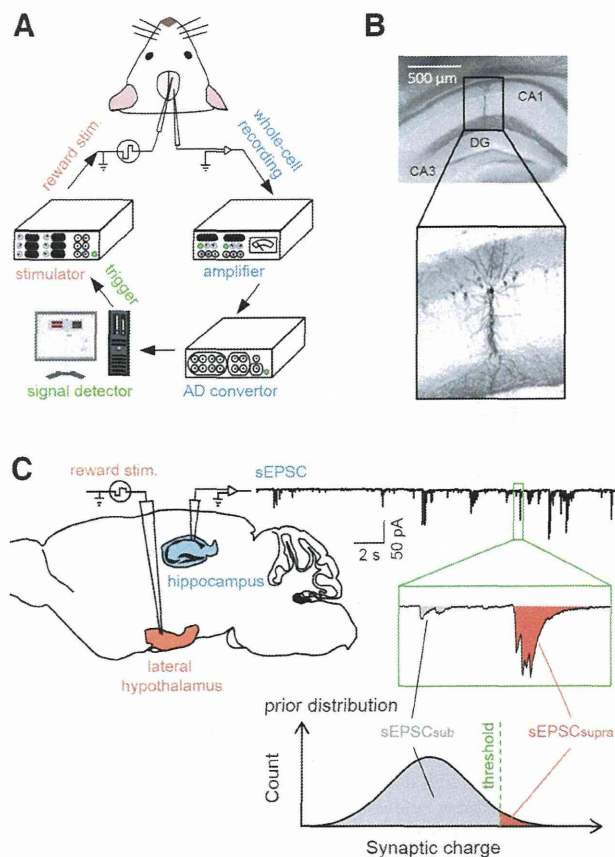 A
reward stim.
whole-cell
recording
stimulator
amplifier
trigger
signal detector
AD convertor
B
500 µm
CA1
DG
CA3
C
reward stim.
sEPSC
2 s
50 pA
hippocampus
lateral
hypothalamus
prior distribution
sEPSCsub
threshold
sEPSCsupra
Count
Synaptic charge